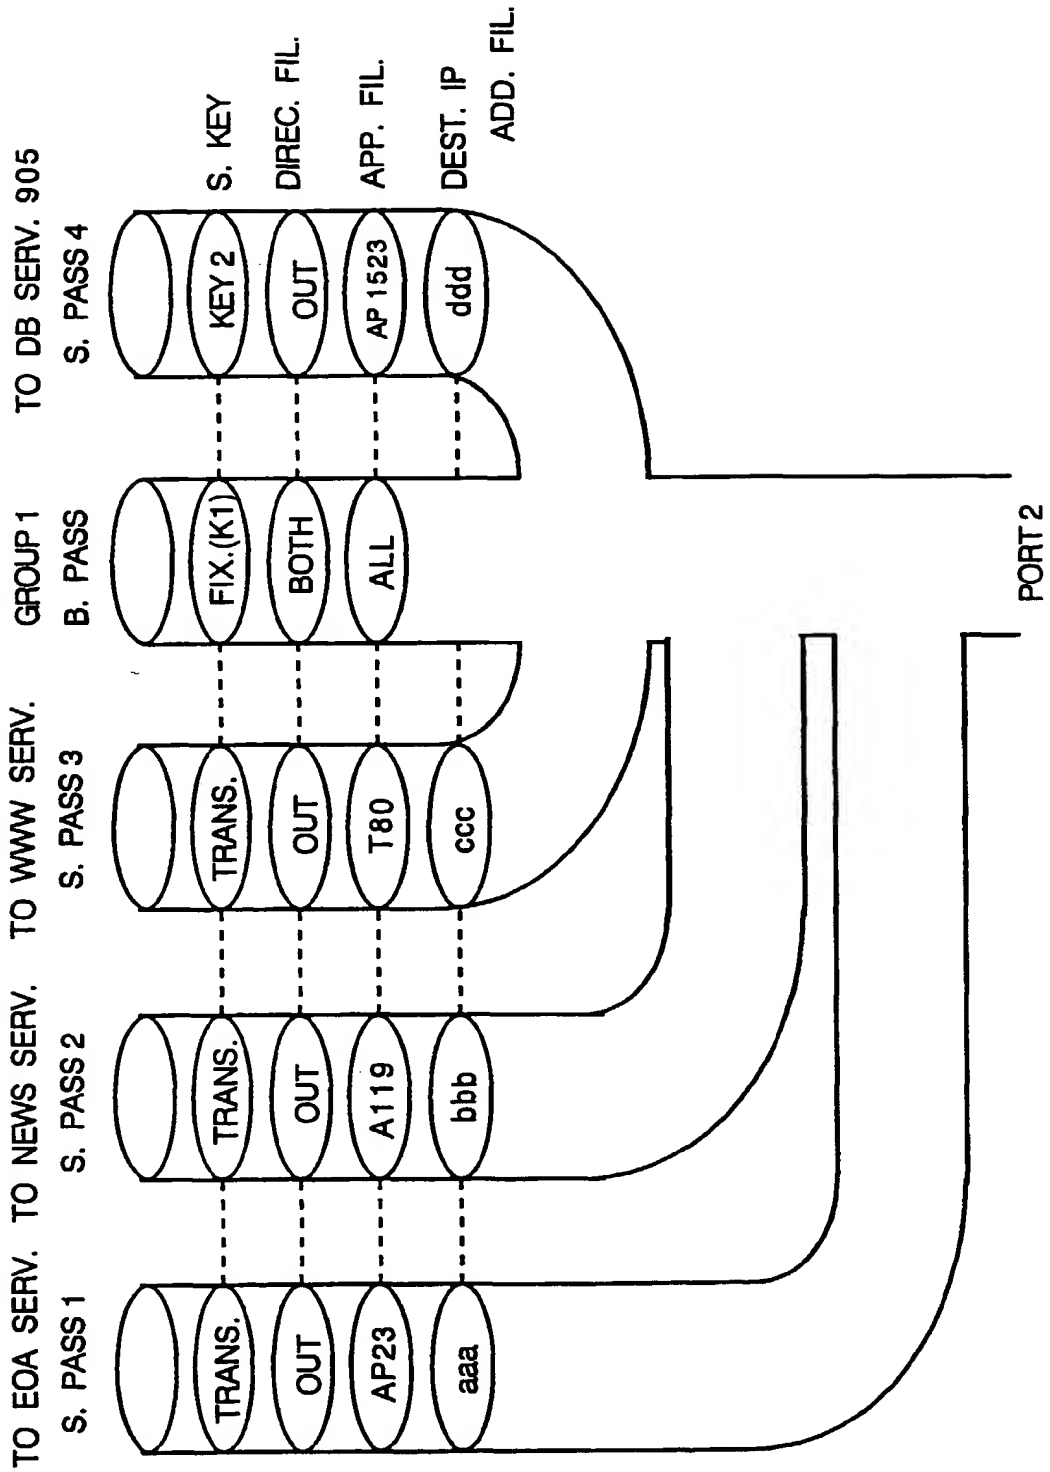 TO EOA SERV. TO NEWS SERV. TO WWW SERV. GROUP 1 TO DB SERV. 905
S. PASS 1 S. PASS 2 S. PASS 3 B. PASS S. PASS 4
TRANS. TRANS. TRANS. FIX.(K1) KEY 2 S. KEY
OUT OUT OUT BOTH OUT DIREC. FIL.
AP23 A119 T80 ALL AP 1523 APP. FIL.
aaa bbb ccc ddd DEST. IP
ADD. FIL.
PORT 2